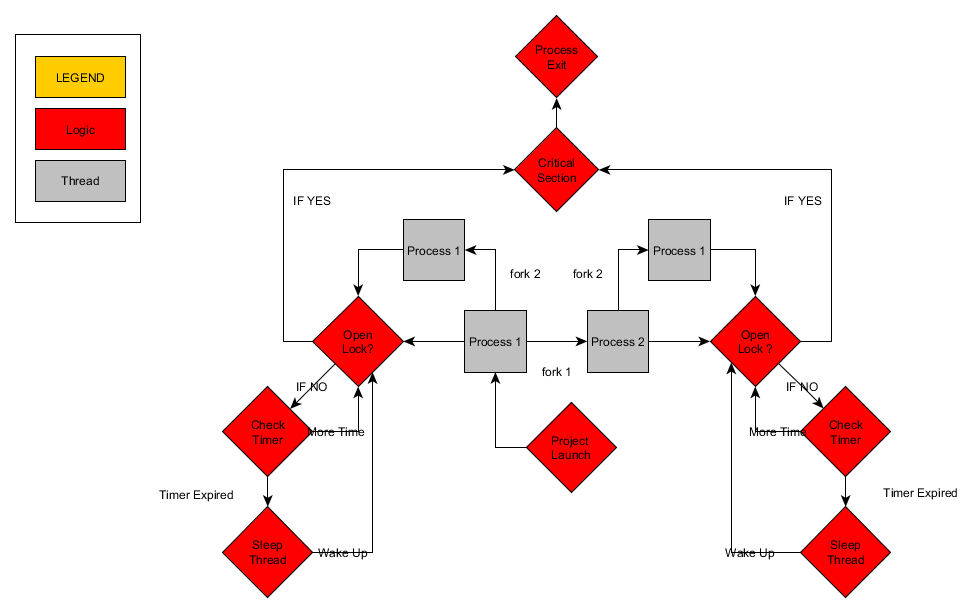 LEGEND
Logic
Thread
Process
Exit
Critical
Section
IF YES
IF YES
Process 1
Process 1
fork 2
fork 2
Open
Lock?
Process 1
Process 2
Open
Lock ?
fork 1
IF NO
IF NO
Check
Timer
More Time
Project
Launch
More Time
Check
Timer
Timer Expired
Timer Expired
Sleep
Thread
Wake Up
Wake Up
Sleep
Thread